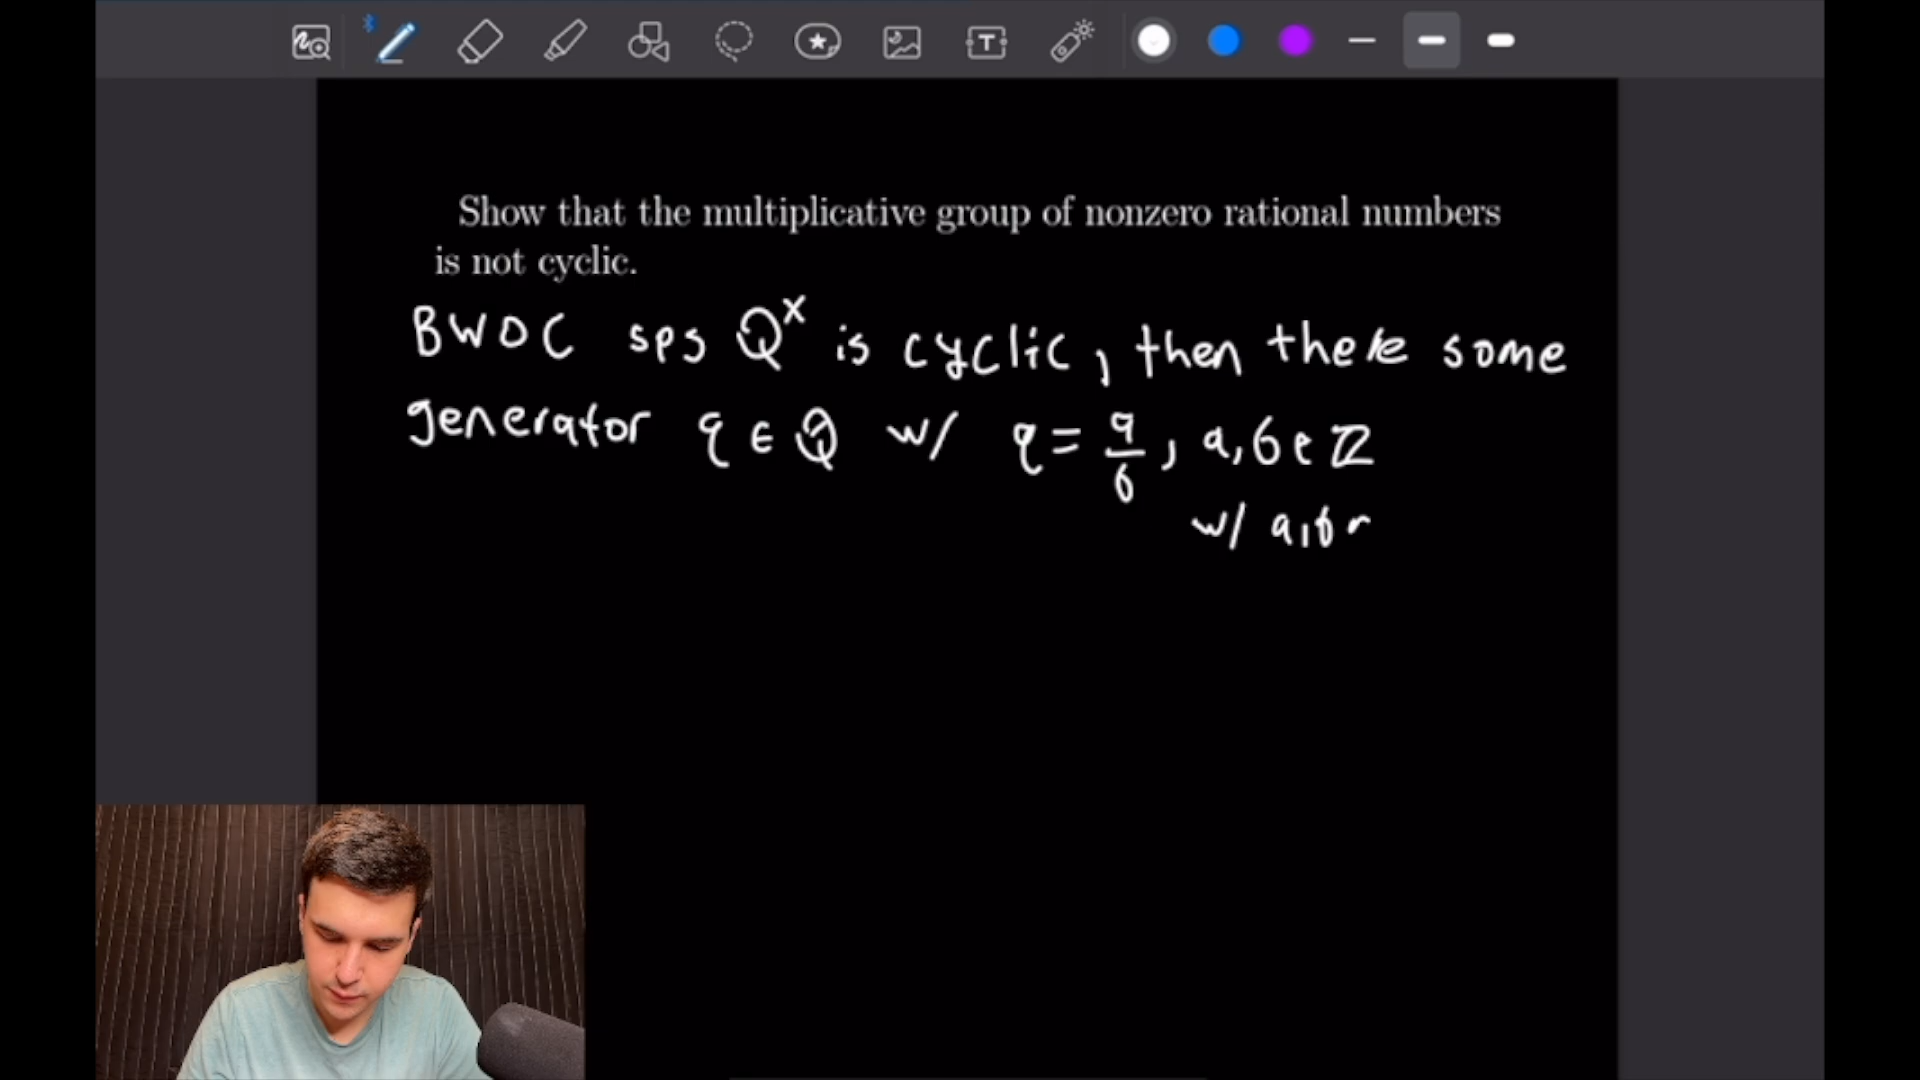 Show that the multiplicative group of nonzero rational numbers
is not cyclic.
BWOC sps Q^x is cyclic, then there some
generator q ∈ Q w/ q = a/b, a,b ∈ ℤ
w/ a,b r